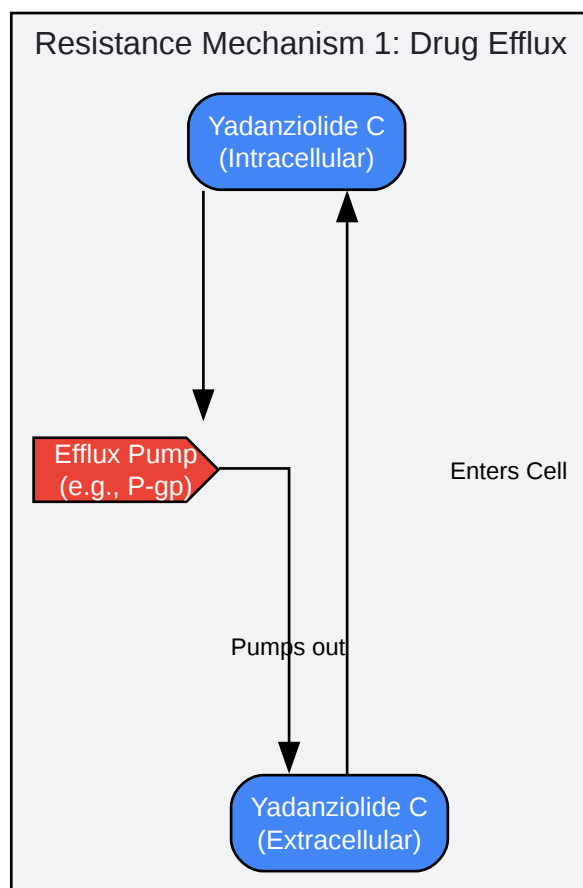 Resistance Mechanism 1: Drug Efflux
Yadanziolide C
(Intracellular)
Efflux Pump
(e.g., P-gp)
Enters Cell
Pumps out
Yadanziolide C
(Extracellular)